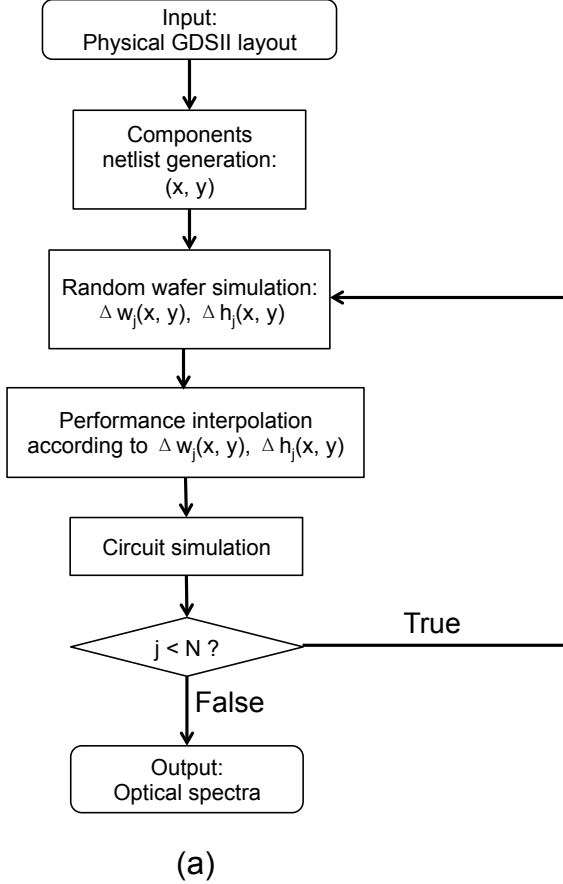 Input:
Physical GDSII layout
Components
netlist generation:
(x, y)
Random wafer simulation:
Δ wj(x, y), Δ hj(x, y)
Performance interpolation
according to Δ wj(x, y), Δ hj(x, y)
Circuit simulation
j < N ?
True
False
Output:
Optical spectra
(a)